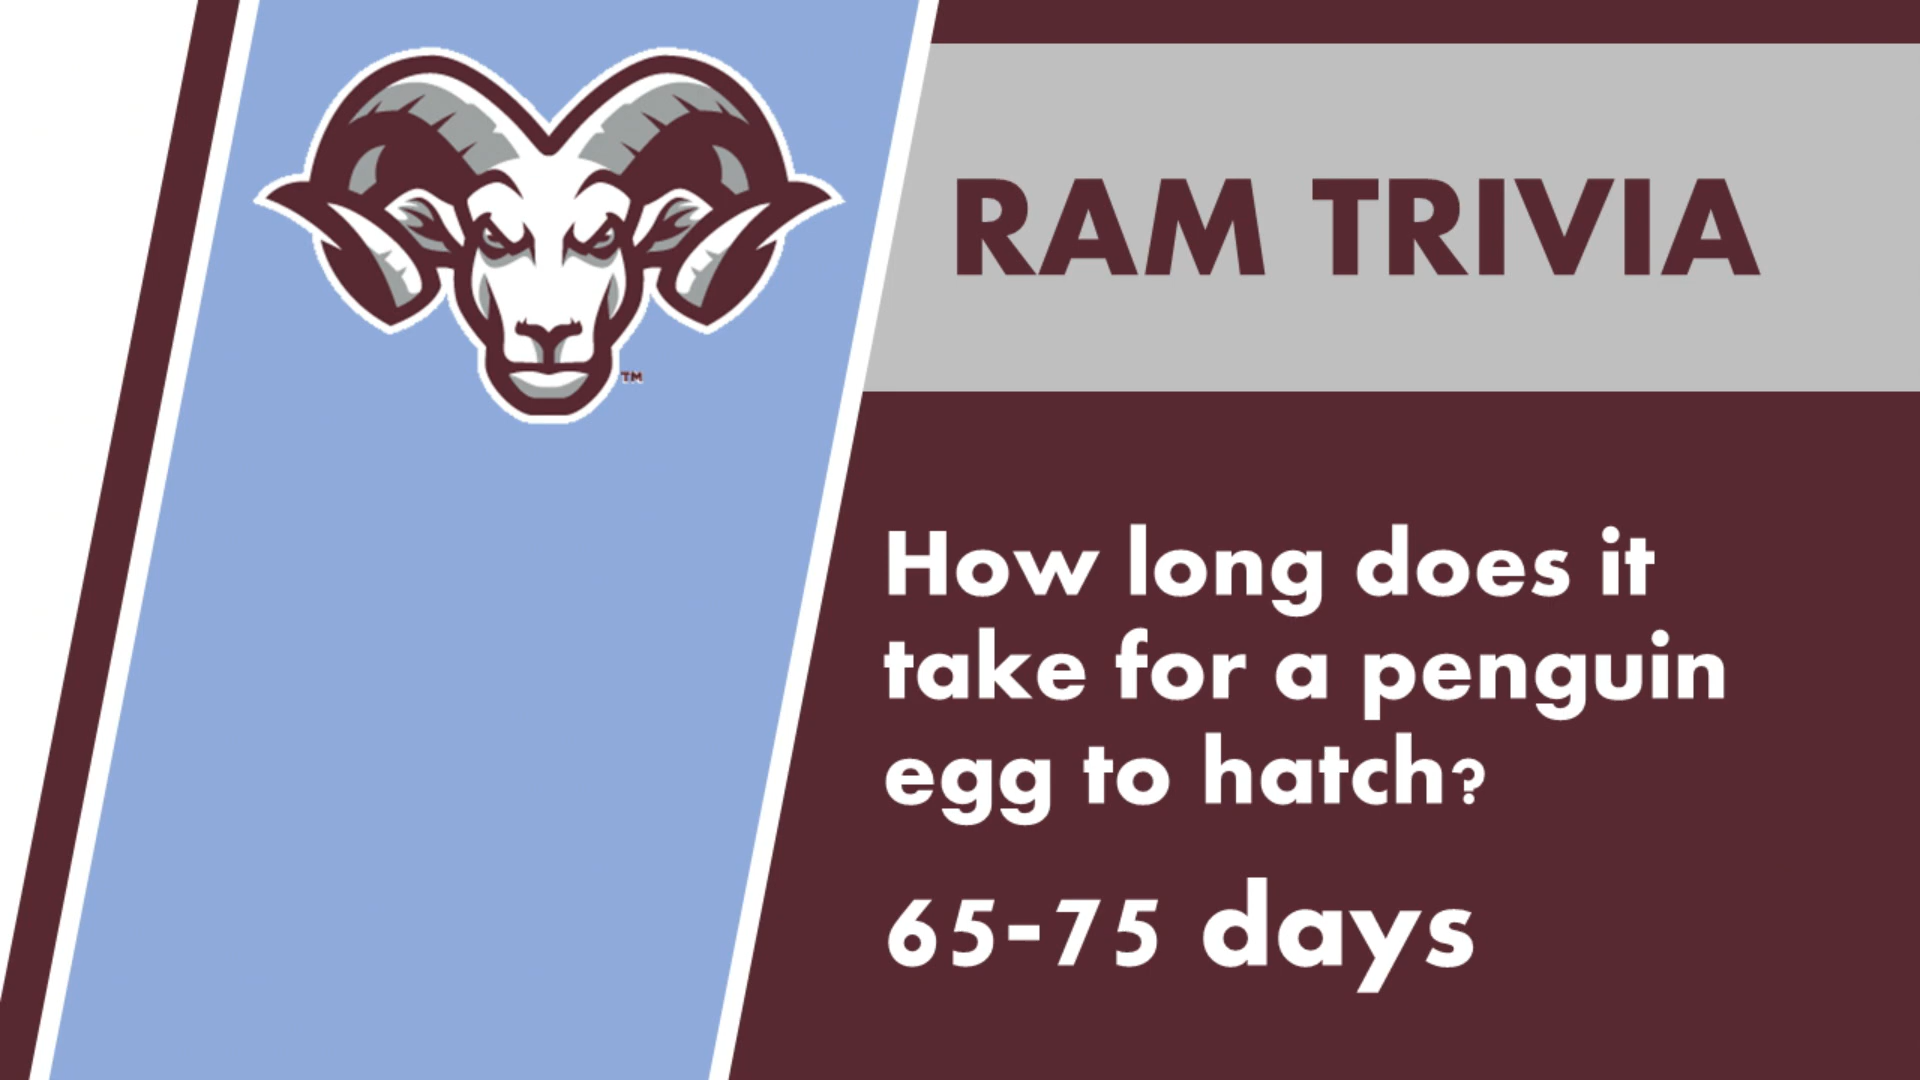 RAM TRIVIA
How long does it
take for a penguin
egg to hatch?
65-75 days
TM